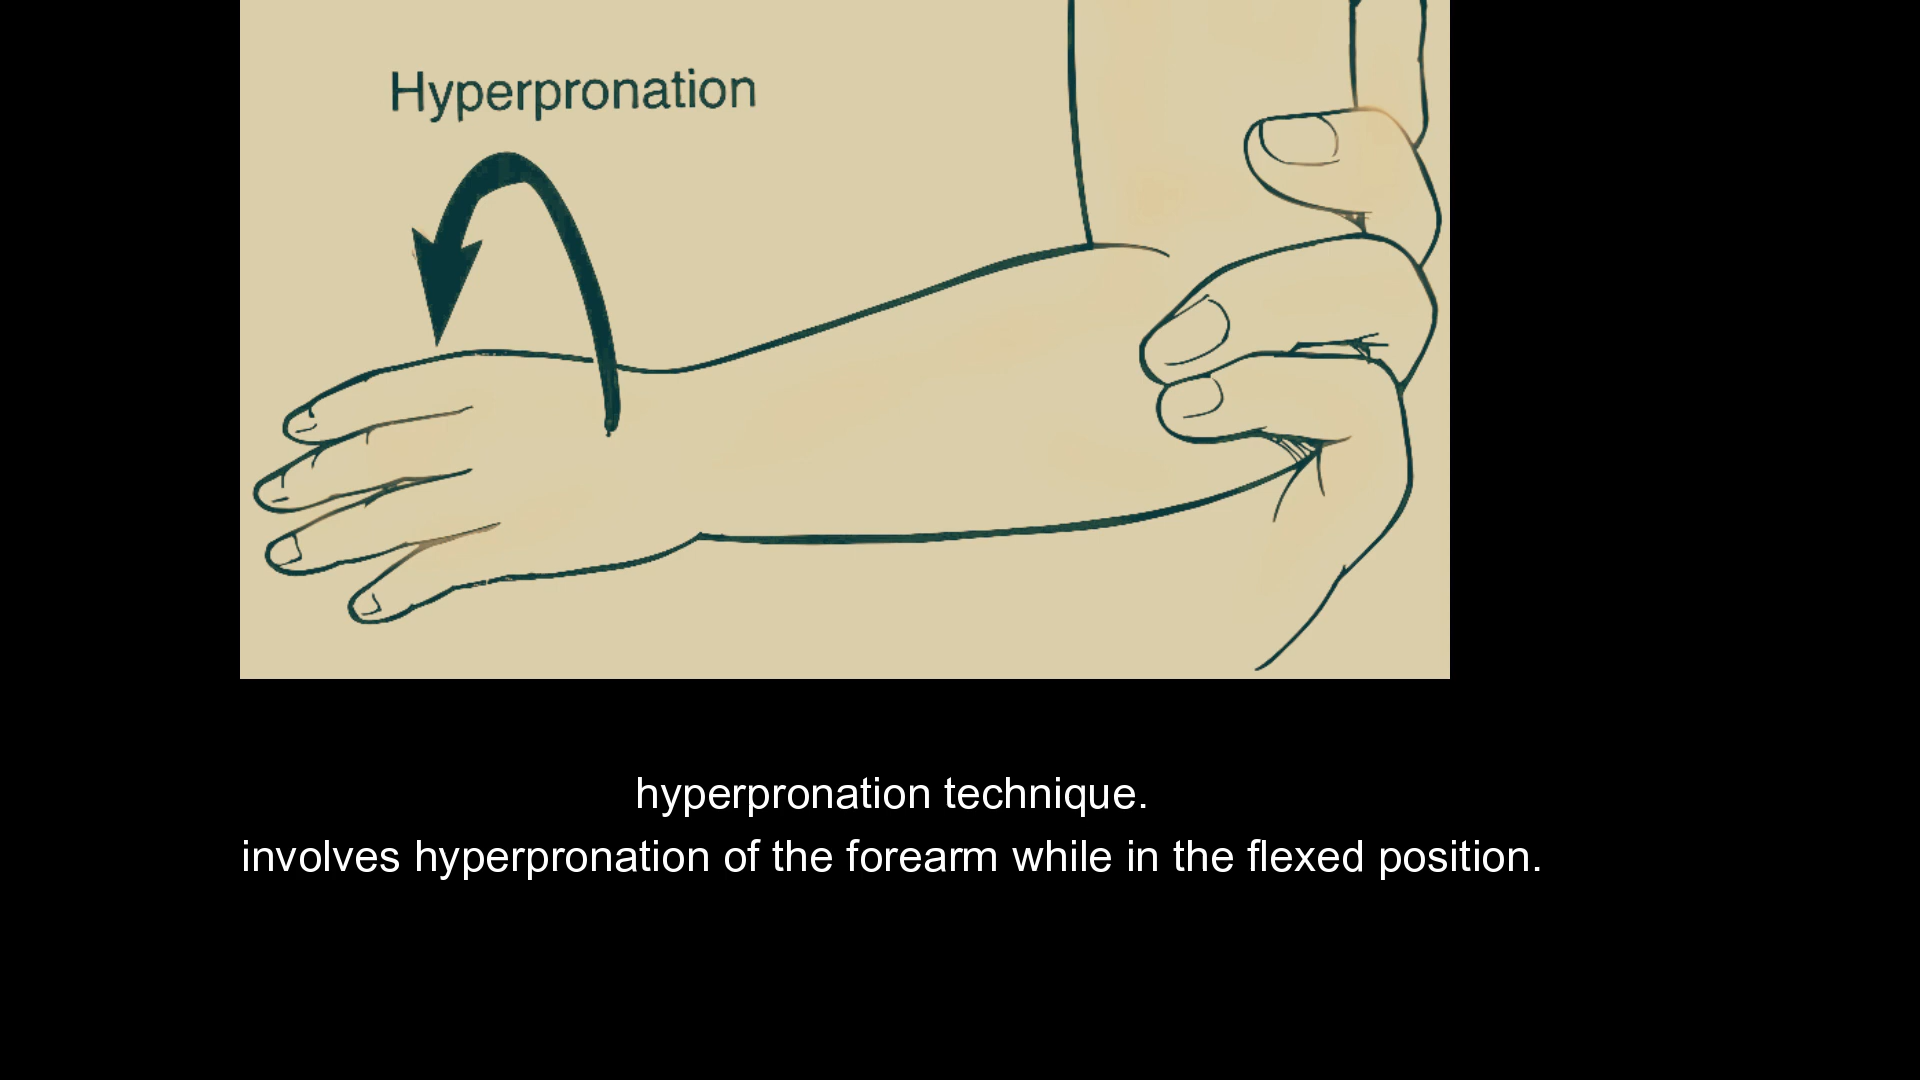 Hyperpronation
hyperpronation technique.
involves hyperpronation of the forearm while in the flexed position.